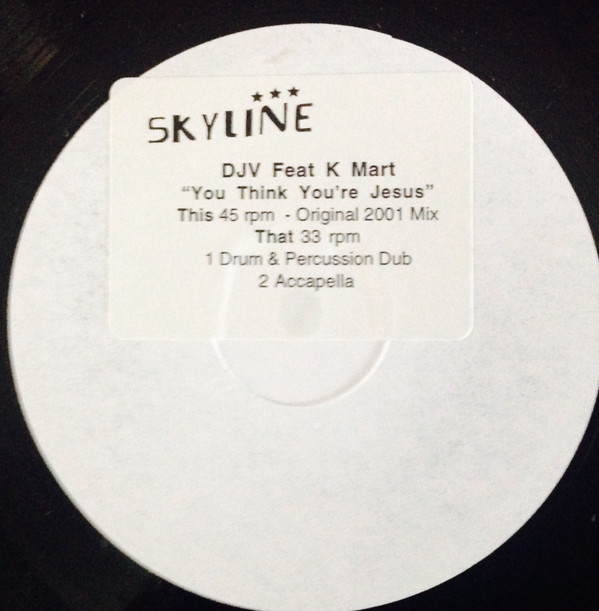 SKYLINE
DJV Feat K Mart
“You Think You're Jesus”
This 45 rpm - Original 2001 Mix
That 33 rpm
1 Drum & Percussion Dub
2 Accapella